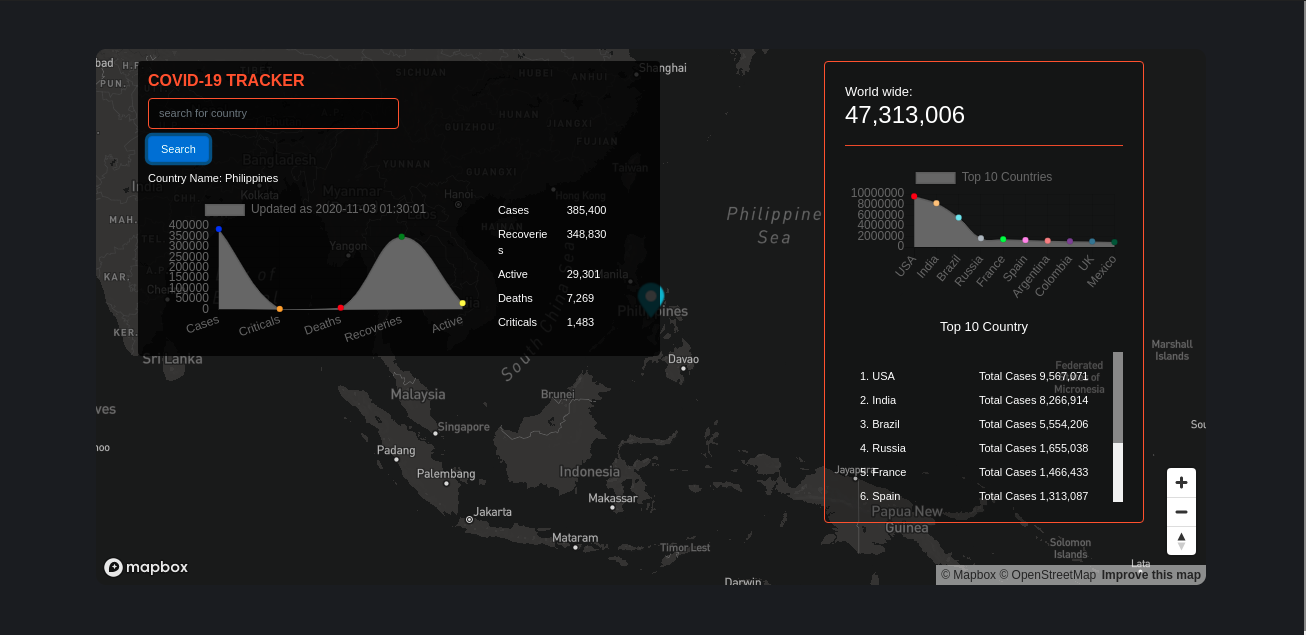 COVID-19 TRACKER
search for country
Search
Country Name: Philippines
Updated as 2020-11-03 01:30:01
400000
350000
300000
250000
200000
150000
100000
50000
0
Cases
Criticals
Deaths
Recoveries
Active
Cases 385,400
Recoverie
s 348,830
Active 29,301
Deaths 7,269
Criticals 1,483
World wide:
47,313,006
Top 10 Countries
10000000
8000000
6000000
4000000
2000000
0
USA
India
Brazil
Russia
France
Spain
Argentina
Colombia
UK
Mexico
Top 10 Country
1. USA Total Cases 9,567,071
2. India Total Cases 8,266,914
3. Brazil Total Cases 5,554,206
4. Russia Total Cases 1,655,038
5. France Total Cases 1,466,433
6. Spain Total Cases 1,313,087
bad
PUN.
TIBET
SICHUAN
HUBEI
ANHUI
Shanghai
HUNAN
GUIZHOU
JIANGXI
FUJIAN
YUNNAN
GUANGXI
Taiwan
Bangladesh
India
Kolkata
Myanmar
Hanoi
Hong Kong
MAH.
TEL.
Yangon
KAR.
A.P.
KER.
Manila
Philippines
Philippine
Sea
South China Sea
Sri Lanka
Davao
Malaysia
Brunei
Singapore
ves
noo
Padang
Palembang
Indonesia
Makassar
Jakarta
Mataram
Timor Lest
Darwin
Jayapura
Papua New
Guinea
Federated
of
Micronesia
Marshall
Islands
Sou
Solomon
Islands
Lata
mapbox
© Mapbox © OpenStreetMap Improve this map